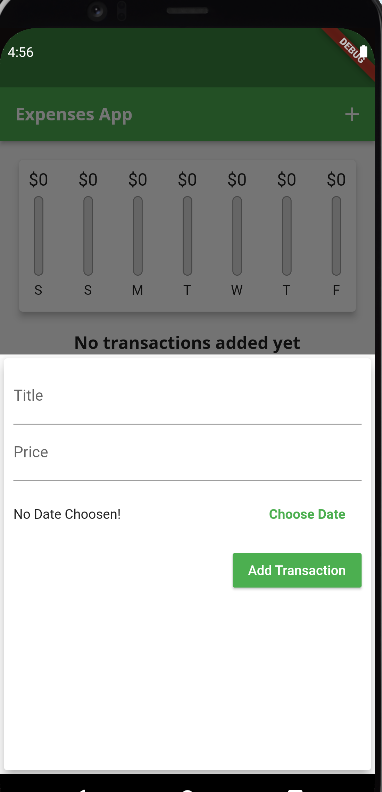 4:56
DEBUG
Expenses App
$0 $0 $0 $0 $0 $0 $0
S S M T W T F
No transactions added yet
Title
Price
No Date Choosen! Choose Date
Add Transaction